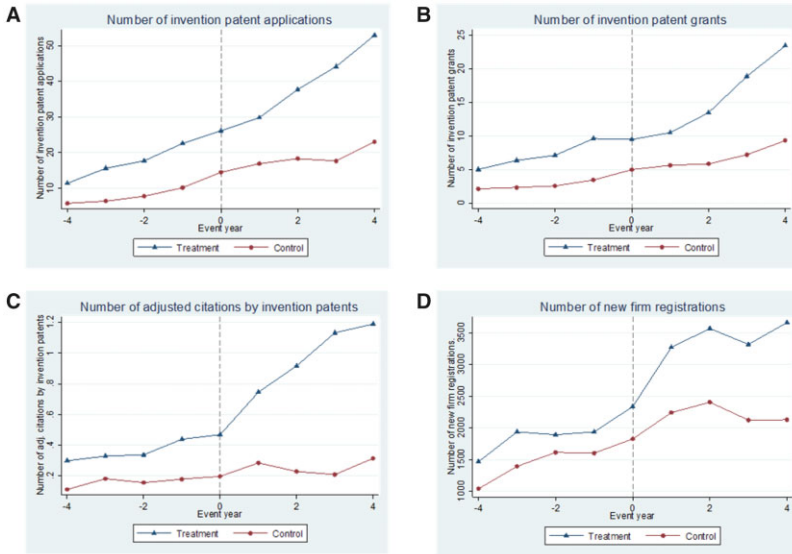 A
Number of invention patent applications
Number of invention patent applications
50
40
30
20
10
-4
-2
0
2
4
Event year
Treatment
Control
B
Number of invention patent grants
Number of invention patent grants
25
20
15
10
5
0
-4
-2
0
2
4
Event year
Treatment
Control
C
Number of adjusted citations by invention patents
Number of adj. citations by invention patents
1.2
1
.8
.6
.4
.2
-4
-2
0
2
4
Event year
Treatment
Control
D
Number of new firm registrations
Number of new firm registrations
3500
3000
2500
2000
1500
1000
-4
-2
0
2
4
Event year
Treatment
Control